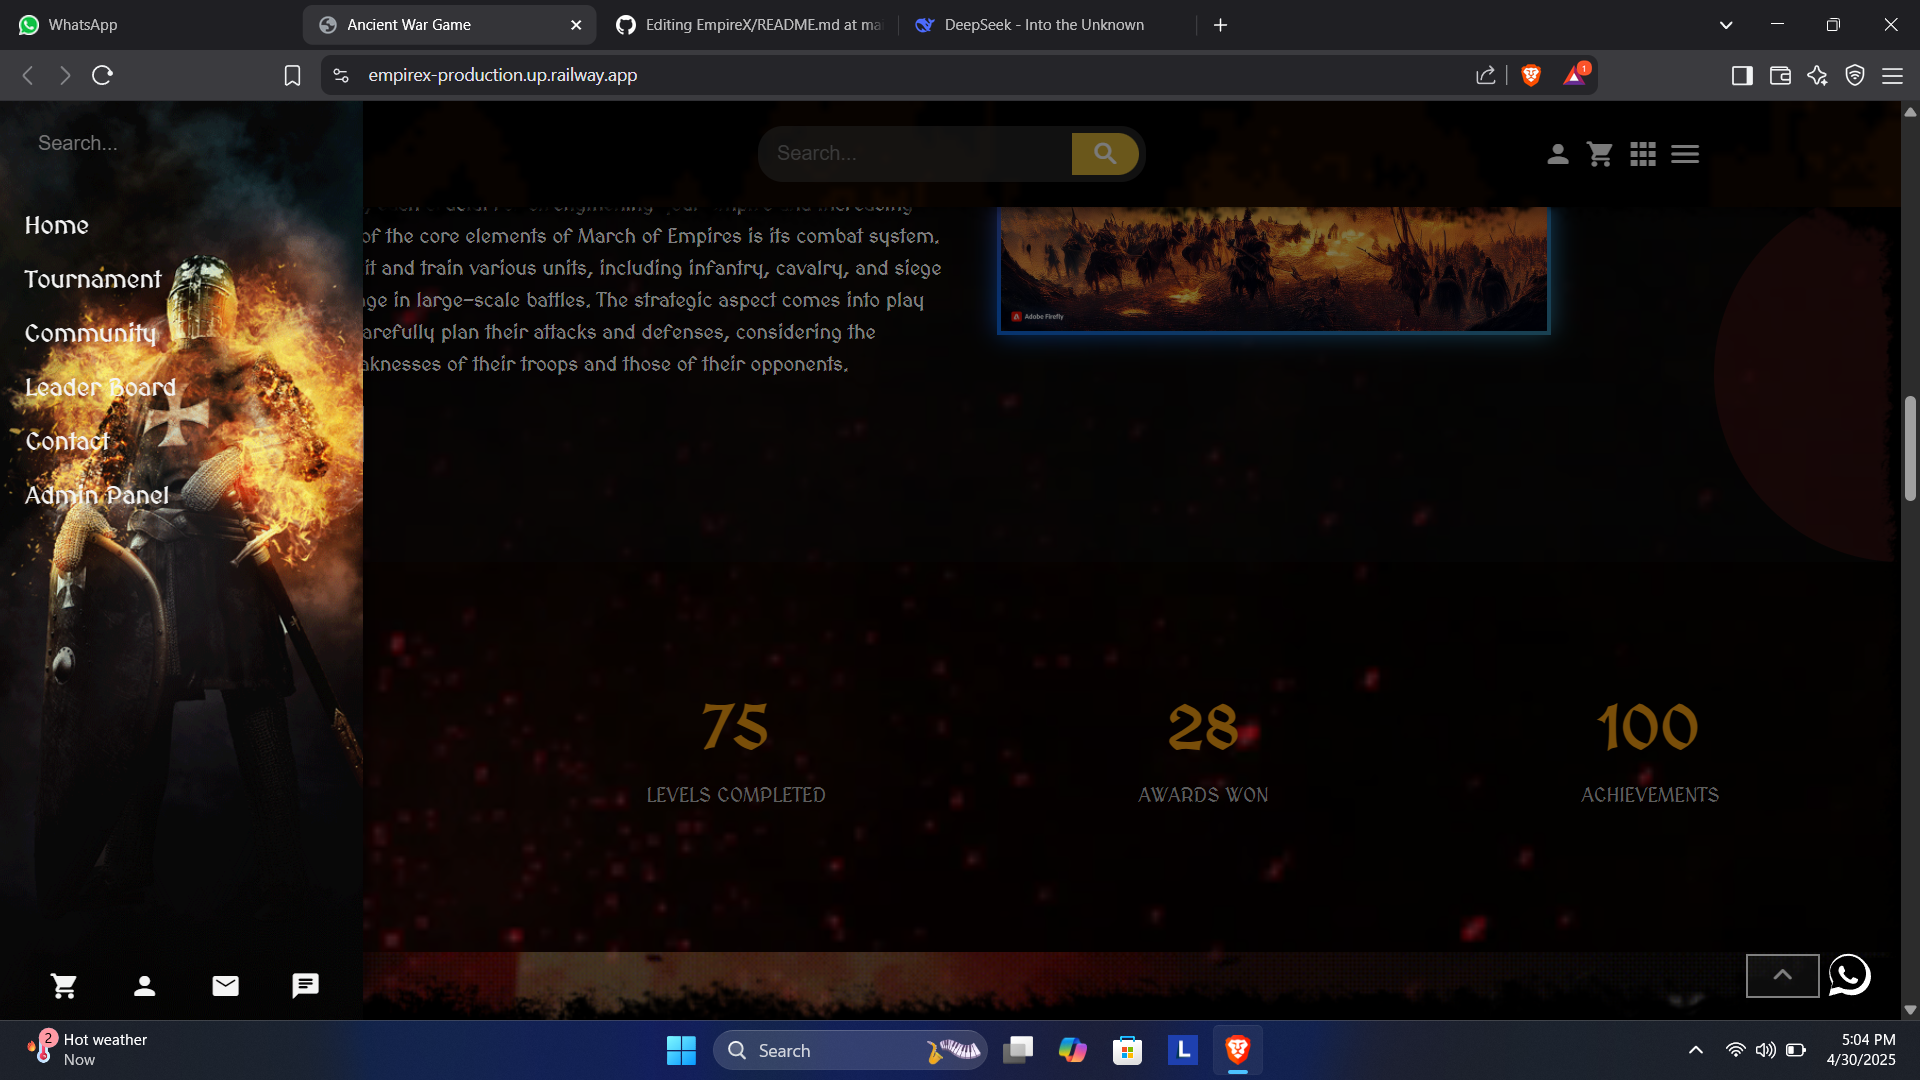 WhatsApp
Ancient War Game
Editing EmpireX/README.md at ma
DeepSeek - Into the Unknown
empirex-production.up.railway.app
1
Search...
Search...
Home
Tournament
Community
Leader Board
Contact
Admin Panel
of the core elements of March of Empires is its combat system.
it and train various units, including infantry, cavalry, and siege
ge in large-scale battles. The strategic aspect comes into play
arefully plan their attacks and defenses, considering the
aknesses of their troops and those of their opponents.
Adobe Firefly
75
LEVELS COMPLETED
28
AWARDS WON
100
ACHIEVEMENTS
2
Hot weather
Now
Search
L
5:04 PM
4/30/2025